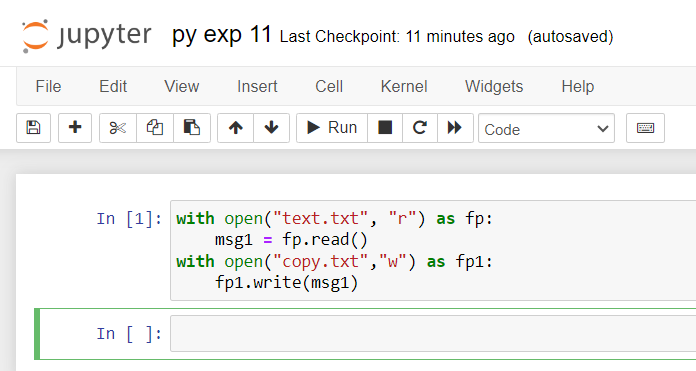 jupyter py exp 11 Last Checkpoint: 11 minutes ago (autosaved)
File Edit View Insert Cell Kernel Widgets Help
Run Code
In [1]: with open("text.txt", "r") as fp:
    msg1 = fp.read()
with open("copy.txt","w") as fp1:
    fp1.write(msg1)
In [ ]: